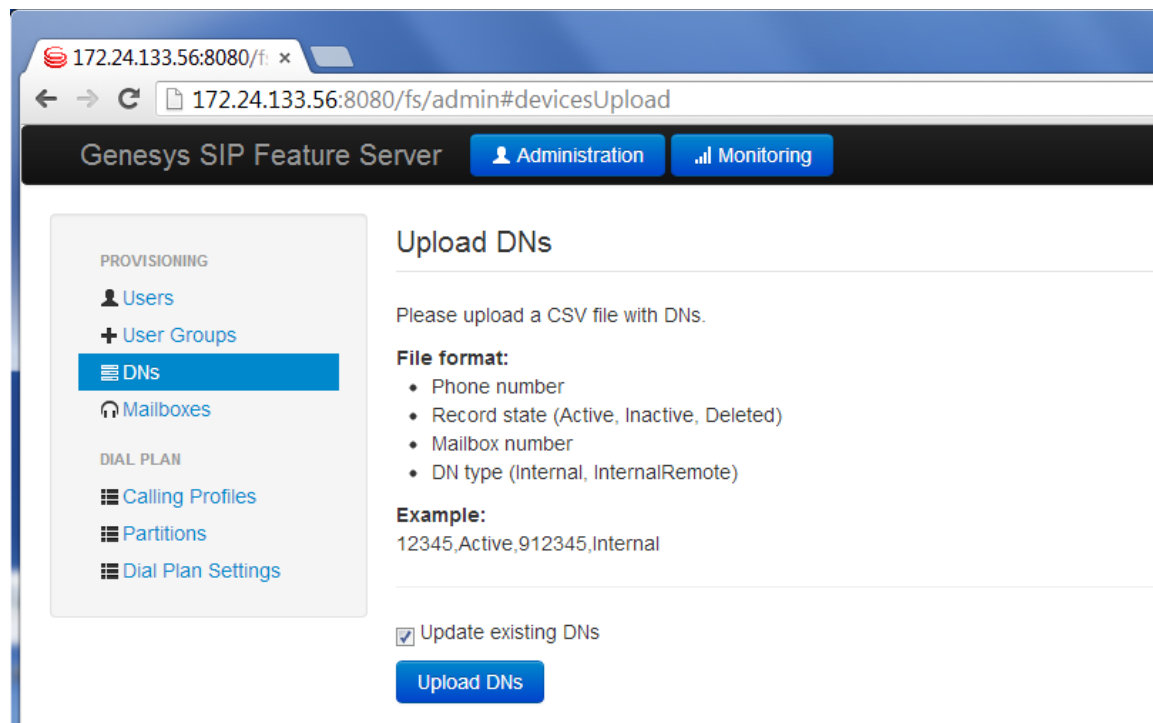 172.24.133.56:8080/f
172.24.133.56:8080/fs/admin#devicesUpload
Genesys SIP Feature Server
Administration
Monitoring
PROVISIONING
Users
User Groups
DNs
Mailboxes
DIAL PLAN
Calling Profiles
Partitions
Dial Plan Settings
Upload DNs
Please upload a CSV file with DNs.
File format:
• Phone number
• Record state (Active, Inactive, Deleted)
• Mailbox number
• DN type (Internal, InternalRemote)
Example:
12345,Active,912345,Internal
Update existing DNs
Upload DNs